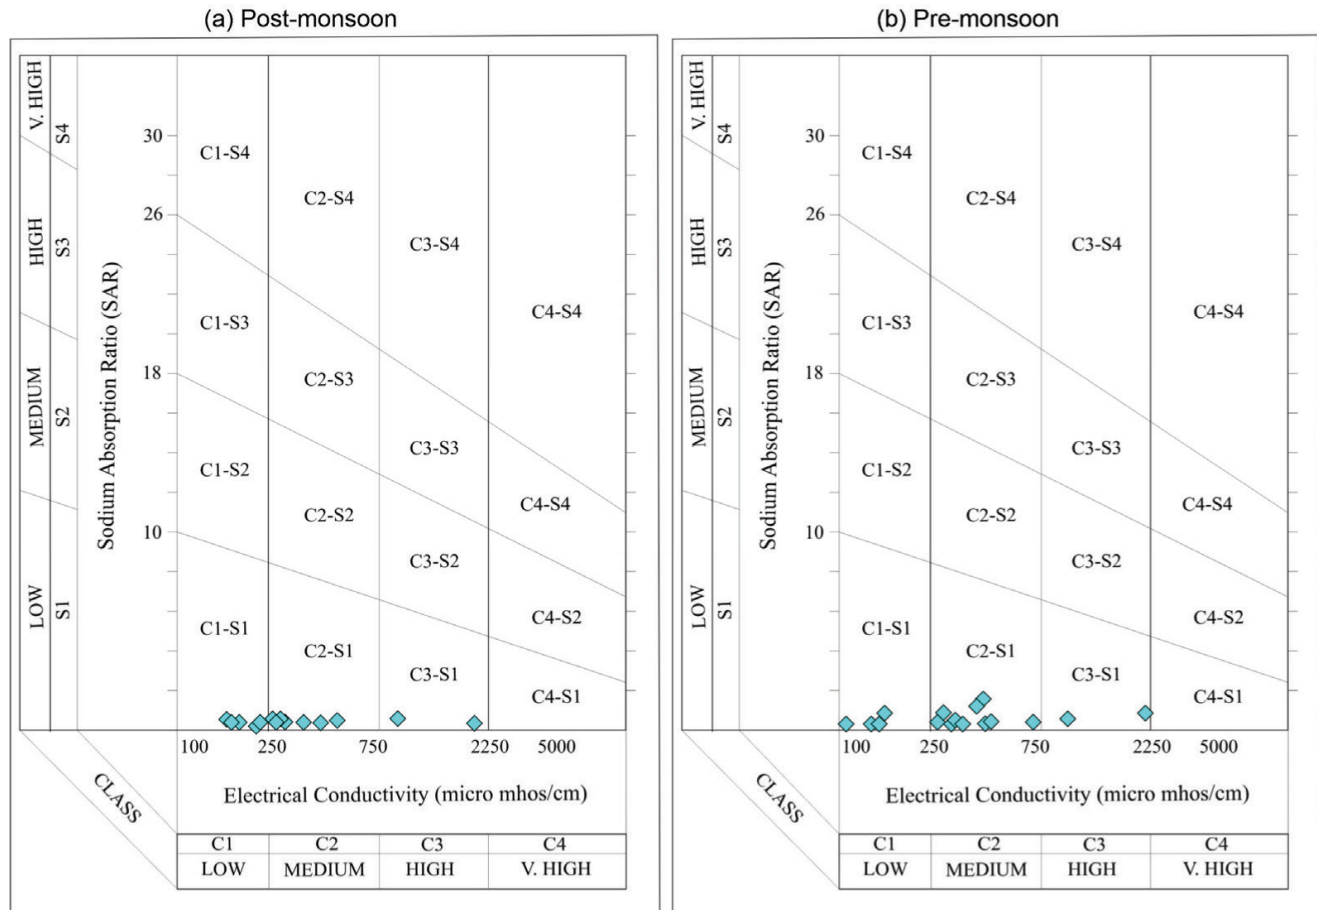 (a) Post-monsoon
V. HIGH
HIGH
MEDIUM
LOW
S4
S3
S2
S1
Sodium Absorption Ratio (SAR)
30
26
18
10
C1-S4
C2-S4
C3-S4
C4-S4
C1-S3
C2-S3
C3-S3
C4-S4
C1-S2
C2-S2
C3-S2
C4-S2
C1-S1
C2-S1
C3-S1
C4-S1
100 250 750 2250 5000
CLASS
Electrical Conductivity (micro mhos/cm)
C1 C2 C3 C4
LOW MEDIUM HIGH V. HIGH
(b) Pre-monsoon
V. HIGH
HIGH
MEDIUM
LOW
S4
S3
S2
S1
Sodium Absorption Ratio (SAR)
30
26
18
10
C1-S4
C2-S4
C3-S4
C4-S4
C1-S3
C2-S3
C3-S3
C4-S4
C1-S2
C2-S2
C3-S2
C4-S2
C1-S1
C2-S1
C3-S1
C4-S1
100 250 750 2250 5000
CLASS
Electrical Conductivity (micro mhos/cm)
C1 C2 C3 C4
LOW MEDIUM HIGH V. HIGH